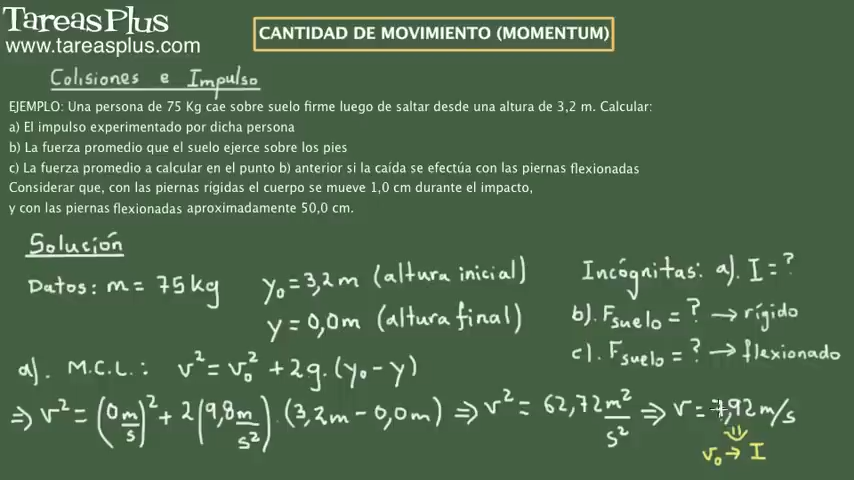 TareasPlus
www.tareasplus.com
CANTIDAD DE MOVIMIENTO (MOMENTUM)
Colisiones e Impulso
EJEMPLO: Una persona de 75 Kg cae sobre suelo firme luego de saltar desde una altura de 3,2 m. Calcular:
a) El impulso experimentado por dicha persona
b) La fuerza promedio que el suelo ejerce sobre los pies
c) La fuerza promedio a calcular en el punto b) anterior si la caída se efectúa con las piernas flexionadas
Considerar que, con las piernas rígidas el cuerpo se mueve 1,0 cm durante el impacto,
y con las piernas flexionadas aproximadamente 50,0 cm.
Solución
Datos: m = 75 kg
y₀ = 3,2 m (altura inicial)
y = 0,0 m (altura final)
Incógnitas: a). I = ?
b). Fsuelo = ? → rígido
c). Fsuelo = ? → flexionado
a). M.C.L.: v² = v₀² + 2g.(y₀ - y)
⇒ v² = (0 m/s)² + 2(9,8 m/s²).(3,2m - 0,0m) ⇒ v² = 62,72 m²/s² ⇒ v = 7,92 m/s
v₀ → I